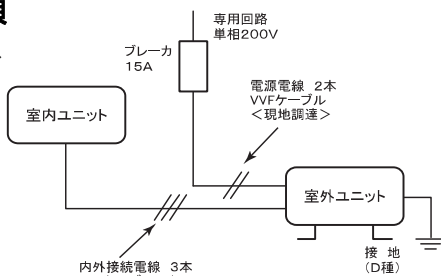 専用回路
単相200V
ブレーカ
15A
電源電線 2本
VVFケーブル
<現地調達>
室内ユニット
室外ユニット
内外接続電線 3本
接 地
(D種)